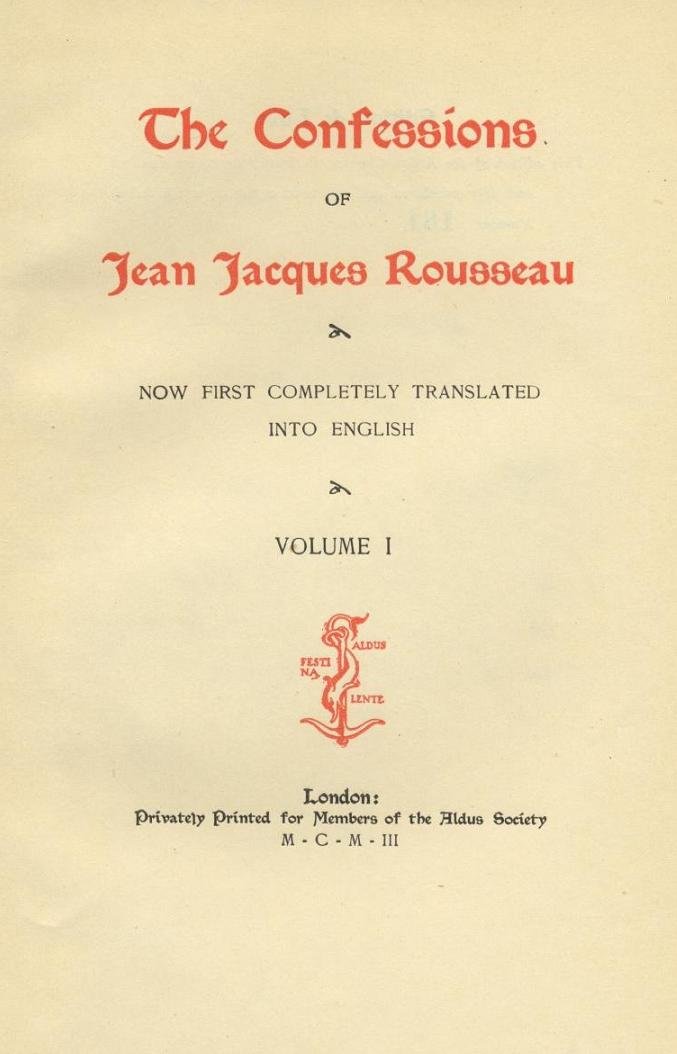 The Confessions
OF
Jean Jacques Rousseau
NOW FIRST COMPLETELY TRANSLATED
INTO ENGLISH
VOLUME I
ALDUS
FESTI
NA
LENTE
London:
Privately Printed for Members of the Aldus Society
M - C - M - III